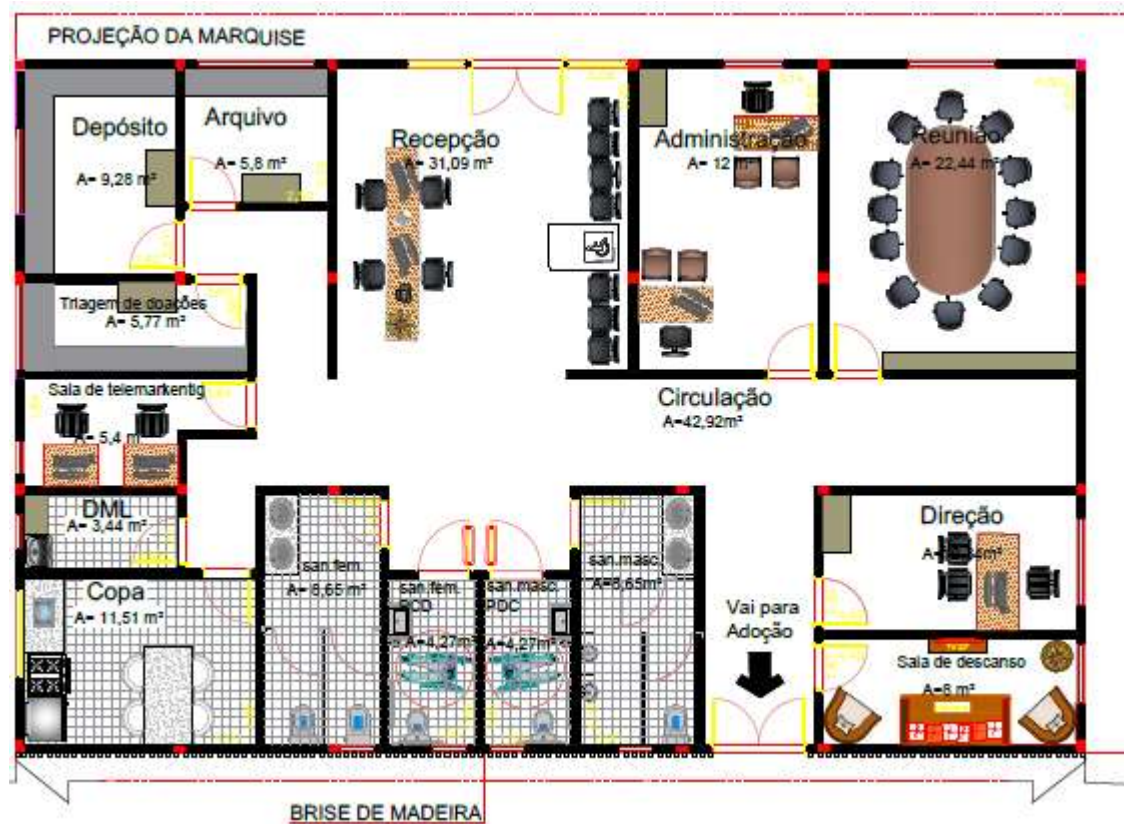 PROJEÇÃO DA MARQUISE
Depósito
A= 9,28 m²
Arquivo
A= 5,8 m²
Recepção
A= 31,09 m²
Administração
A= 12 m²
Reunião
A= 22,44 m²
Triagem de doações
A= 5,77 m²
Sala de telemarkentig
A= 5,4 m
Circulação
A=42,92m²
DML
A= 3,44 m²
Copa
A= 11,51 m²
san.fem.
A= 8,65 m²
san.fem.
PCD
A=4,27m²
san.masc.
PDC
A=4,27m²
san.masc.
A=8,65m²
Vai para
Adoção
Direção
Sala de descanso
A=8 m²
BRISE DE MADEIRA